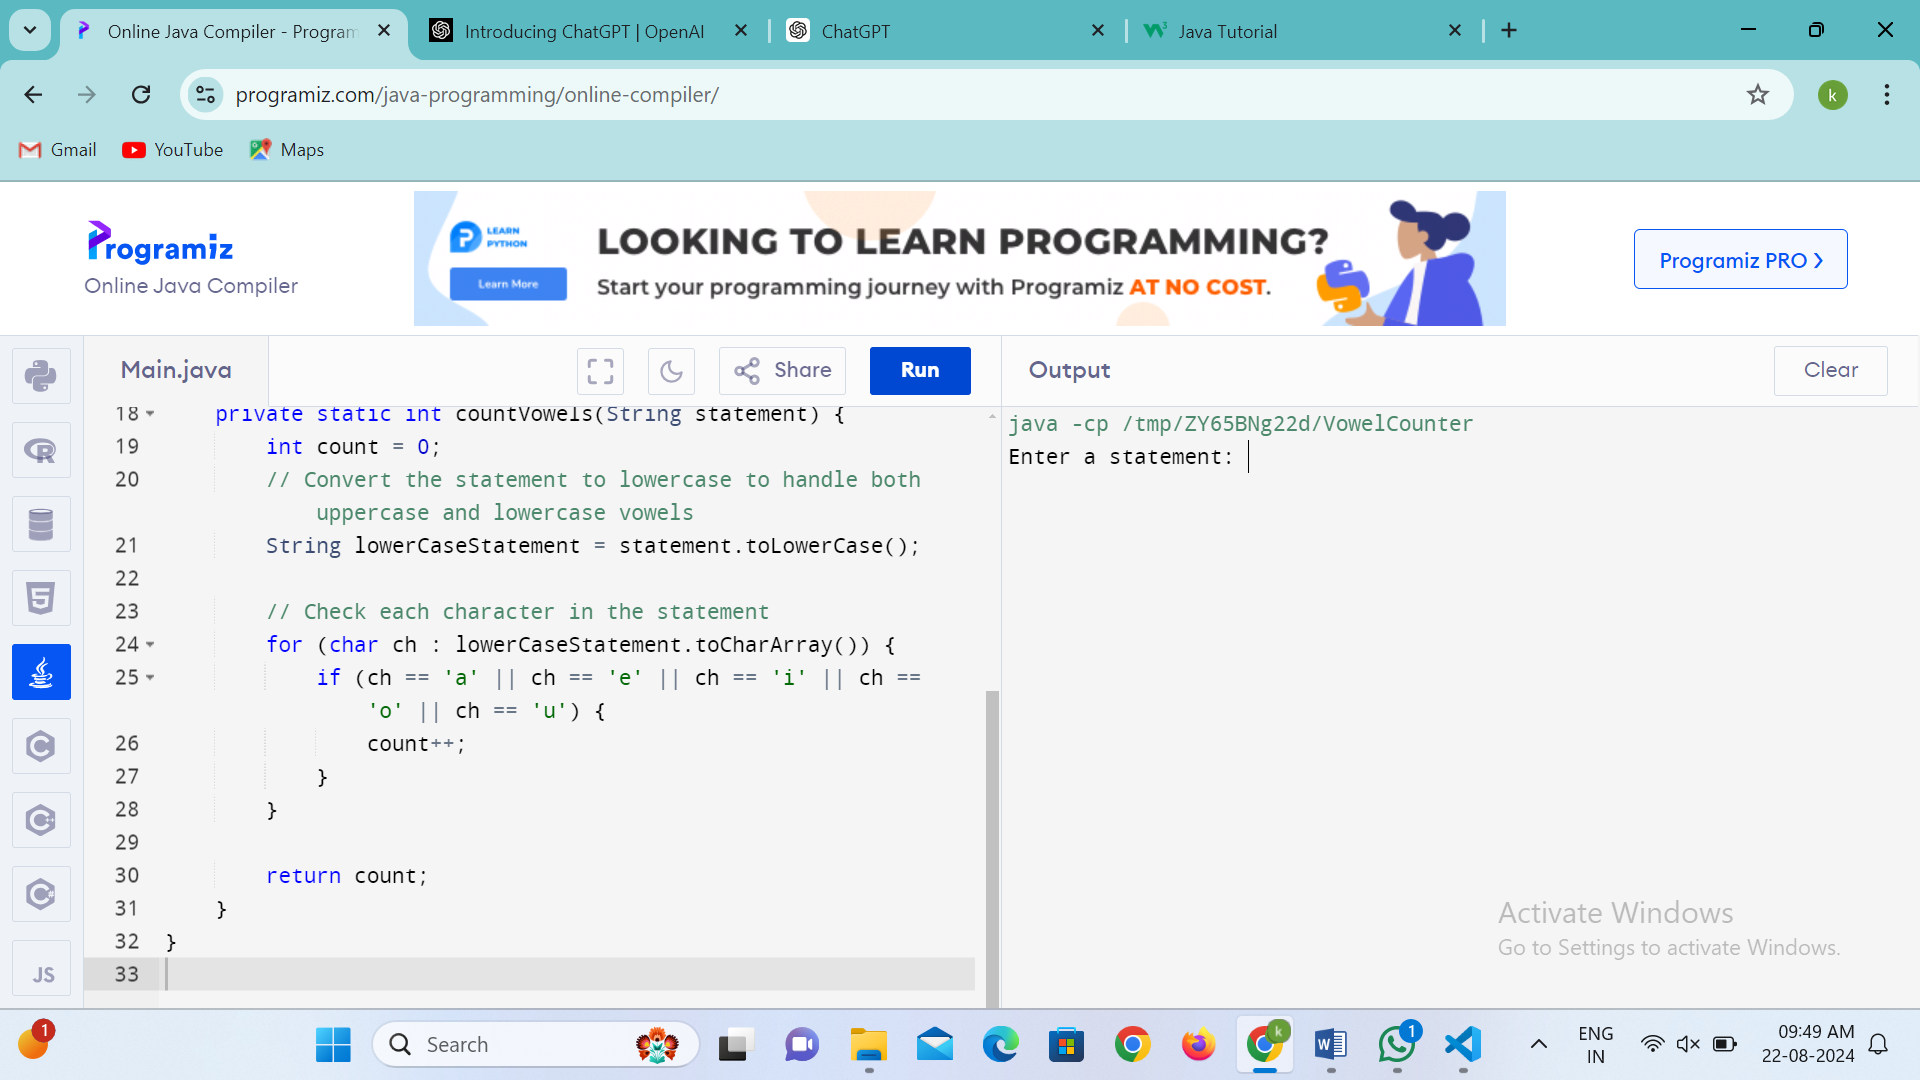 Online Java Compiler - Program
Introducing ChatGPT | OpenAI
ChatGPT
Java Tutorial
programiz.com/java-programming/online-compiler/
k
Gmail
YouTube
Maps
Programiz
Online Java Compiler
LEARN
PYTHON
Learn More
LOOKING TO LEARN PROGRAMMING?
Start your programming journey with Programiz AT NO COST.
Programiz PRO
Main.java
Share
Run
Output
Clear
18 private static int countVowels(String statement) {
19 int count = 0;
20 // Convert the statement to lowercase to handle both
uppercase and lowercase vowels
21 String lowerCaseStatement = statement.toLowerCase();
22
23 // Check each character in the statement
24 for (char ch : lowerCaseStatement.toCharArray()) {
25 if (ch == 'a' || ch == 'e' || ch == 'i' || ch ==
'o' || ch == 'u') {
26 count++;
27 }
28 }
29
30 return count;
31 }
32 }
33
JS
java -cp /tmp/ZY65BNg22d/VowelCounter
Enter a statement:
Activate Windows
Go to Settings to activate Windows.
1
Search
k
1
ENG
IN
09:49 AM
22-08-2024